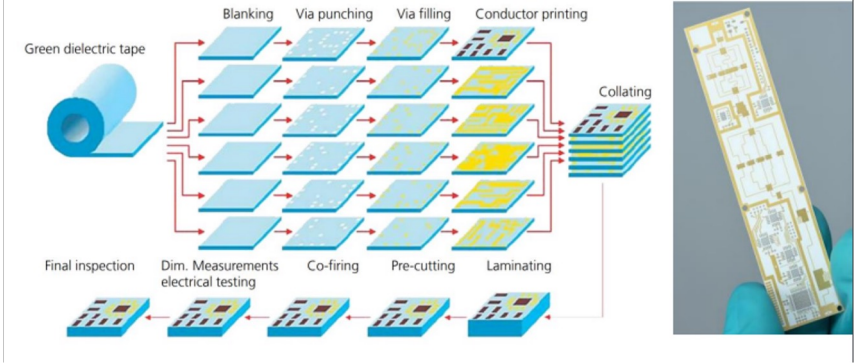 Blanking
Via punching
Via filling
Conductor printing
Green dielectric tape
Collating
Final inspection
Dim. Measurements
electrical testing
Co-firing
Pre-cutting
Laminating